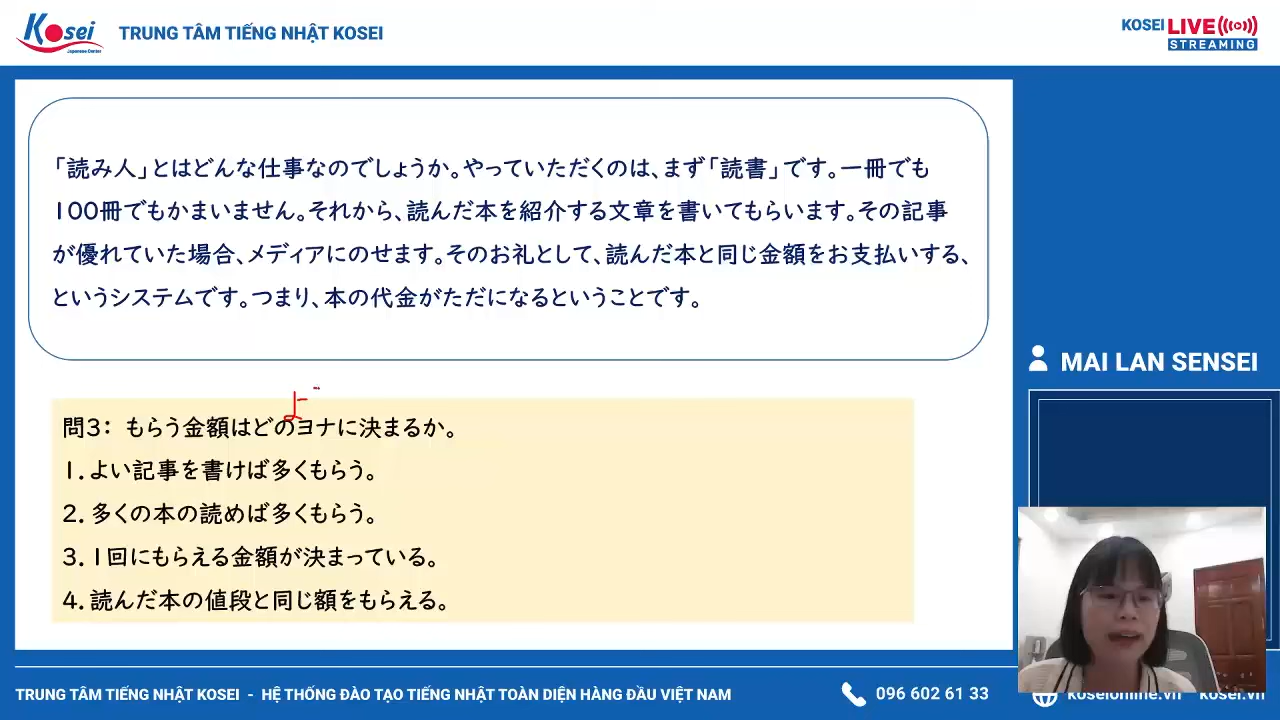 Kosei
Japanese Center
TRUNG TÂM TIẾNG NHẬT KOSEI
KOSEI LIVE
STREAMING
「読み人」とはどんな仕事なのでしょうか。やっていただくのは、まず「読書」です。一冊でも
100冊でもかまいません。それから、読んだ本を紹介する文章を書いてもらいます。その記事
が優れていた場合、メディアにのせます。そのお礼として、読んだ本と同じ金額をお支払いする、
というシステムです。つまり、本の代金がただになるということです。
よ
問3: もらう金額はどのヨナに決まるか。
1. よい記事を書けば多くもらう。
2. 多くの本の読めば多くもらう。
3. 1回にもらえる金額が決まっている。
4. 読んだ本の値段と同じ額をもらえる。
MAI LAN SENSEI
TRUNG TÂM TIẾNG NHẬT KOSEI - HỆ THỐNG ĐÀO TẠO TIẾNG NHẬT TOÀN DIỆN HÀNG ĐẦU VIỆT NAM
096 602 61 33
koseionline.vn
kosei.vn